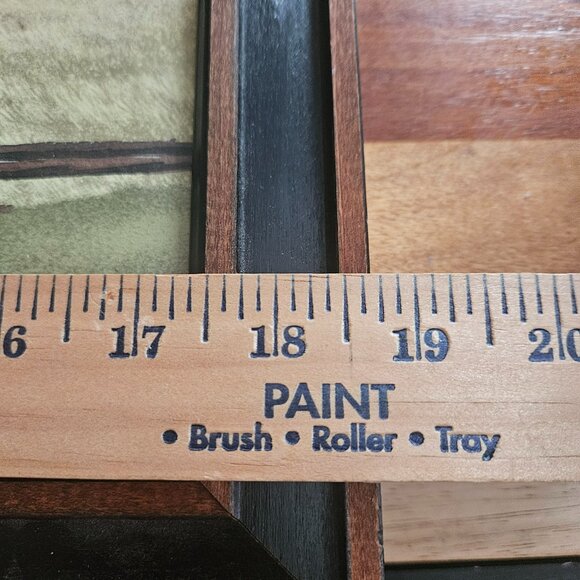 6 17 18 19 20
PAINT
• Brush • Roller • Tray